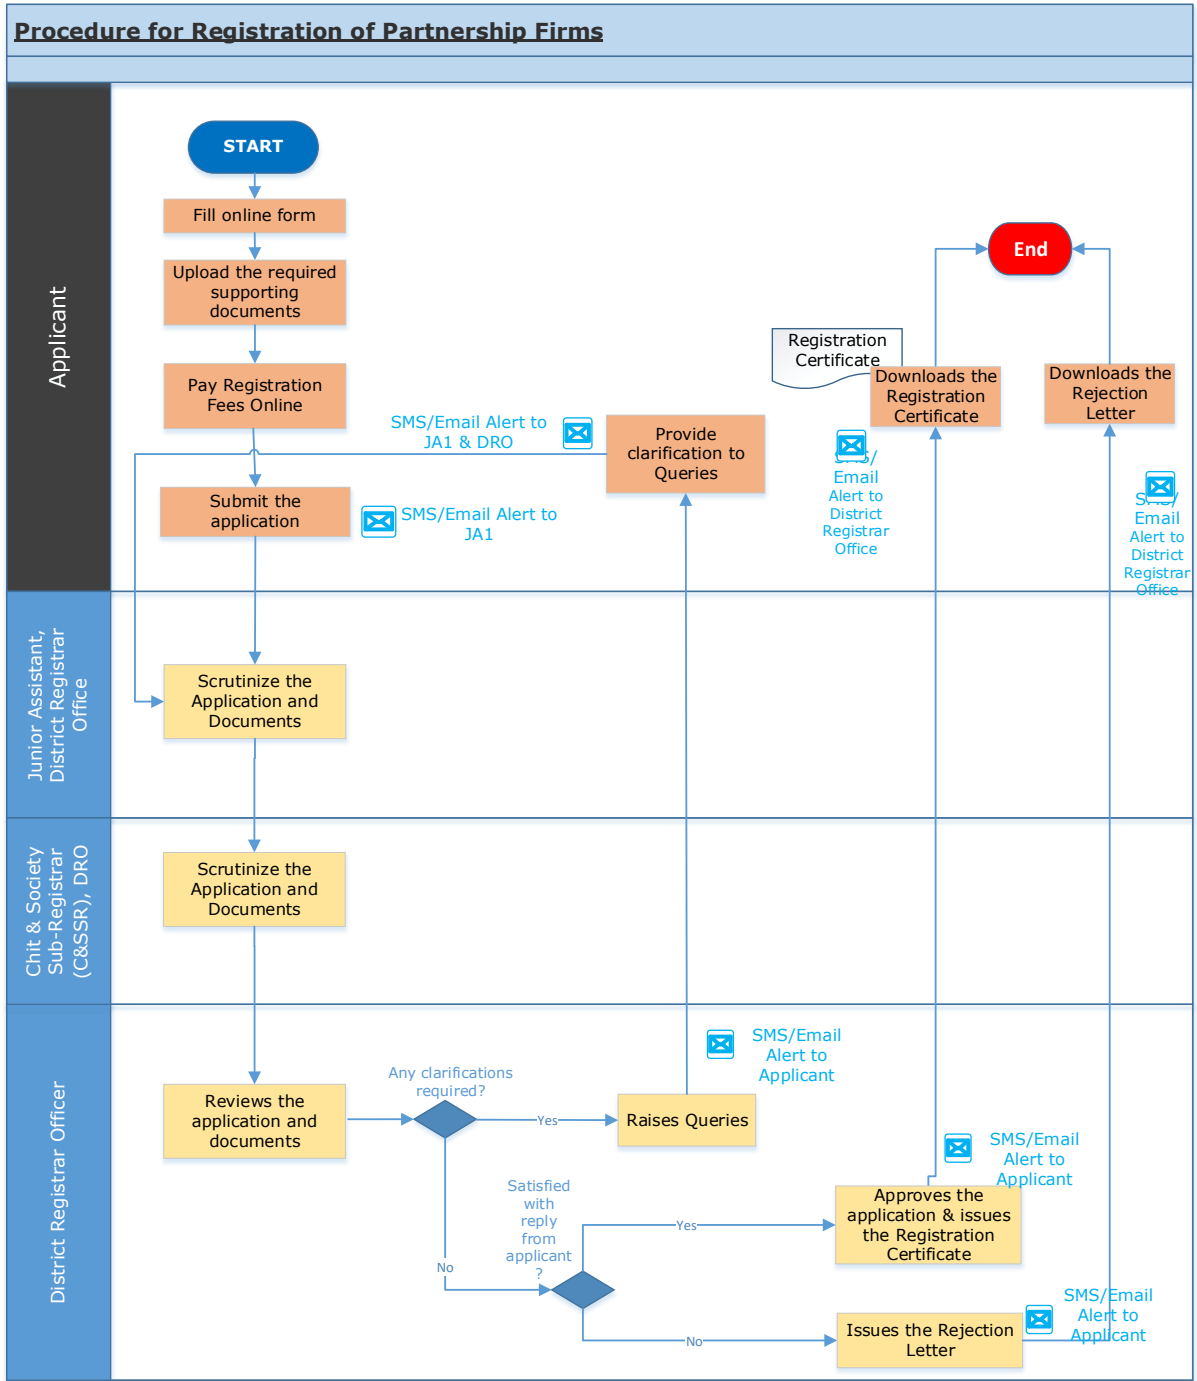 Procedure for Registration of Partnership Firms
Applicant
START
Fill online form
Upload the required
supporting
documents
Pay Registration
Fees Online
Submit the
application
SMS/Email Alert to
JA1
SMS/Email Alert to
JA1 & DRO
Provide
clarification to
Queries
Registration
Certificate
Downloads the
Registration
Certificate
SMS/
Email
Alert to
District
Registrar
Office
End
Downloads the
Rejection
Letter
SMS/
Email
Alert to
District
Registrar
Office
Junior Assistant,
District Registrar
Office
Scrutinize the
Application and
Documents
Chit & Society
Sub-Registrar
(C&SSR), DRO
Scrutinize the
Application and
Documents
District Registrar Officer
Reviews the
application and
documents
Any clarifications
required?
Yes
Raises Queries
SMS/Email
Alert to
Applicant
No
Satisfied
with
reply
from
applicant
?
Yes
Approves the
application & issues
the Registration
Certificate
SMS/Email
Alert to
Applicant
No
Issues the Rejection
Letter
SMS/Email
Alert to
Applicant